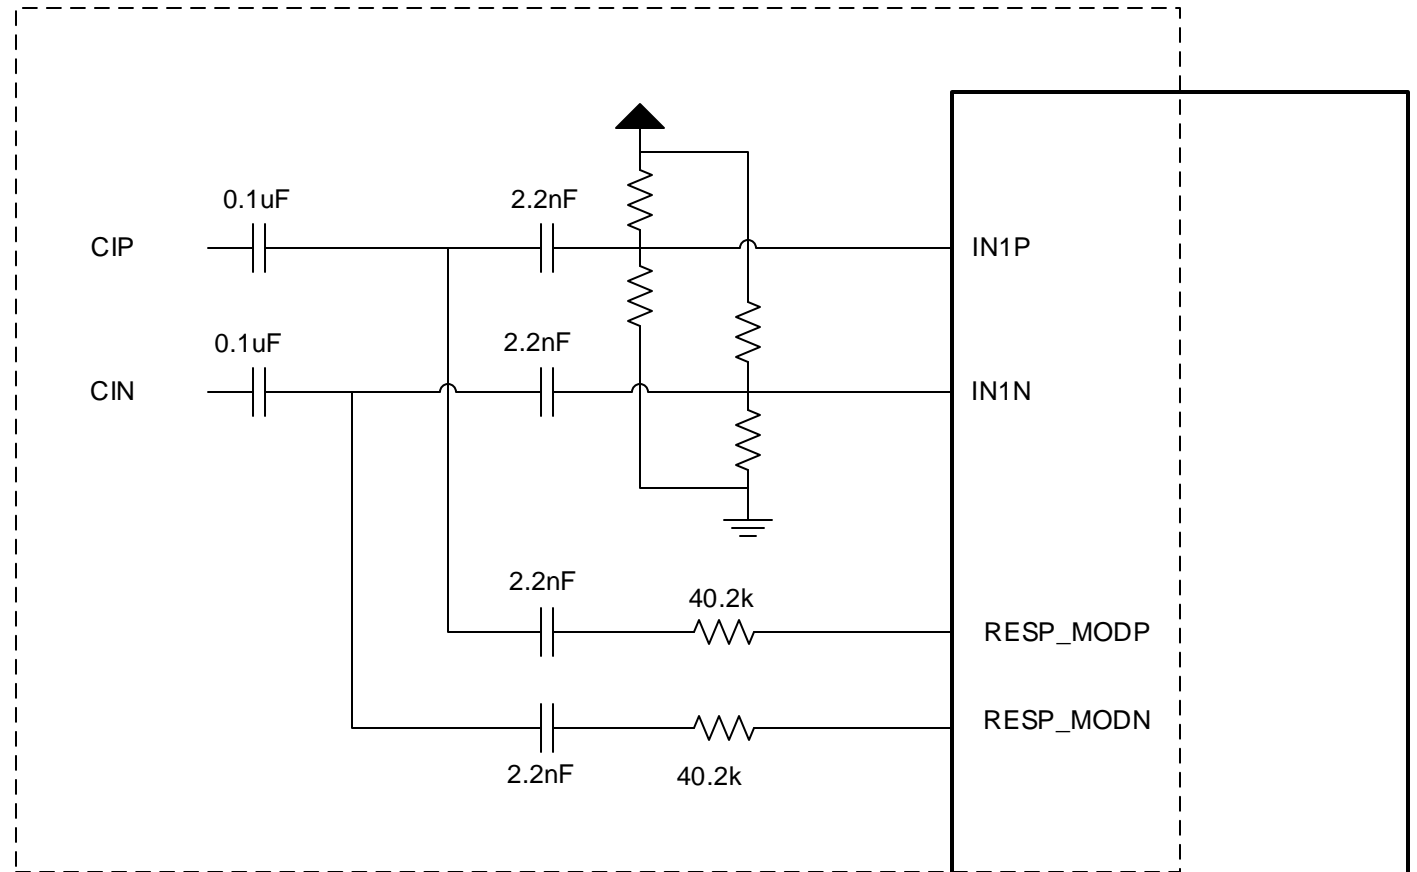 0.1uF
2.2nF
CIP
IN1P
0.1uF
2.2nF
CIN
IN1N
2.2nF
40.2k
RESP_MODP
RESP_MODN
2.2nF
40.2k